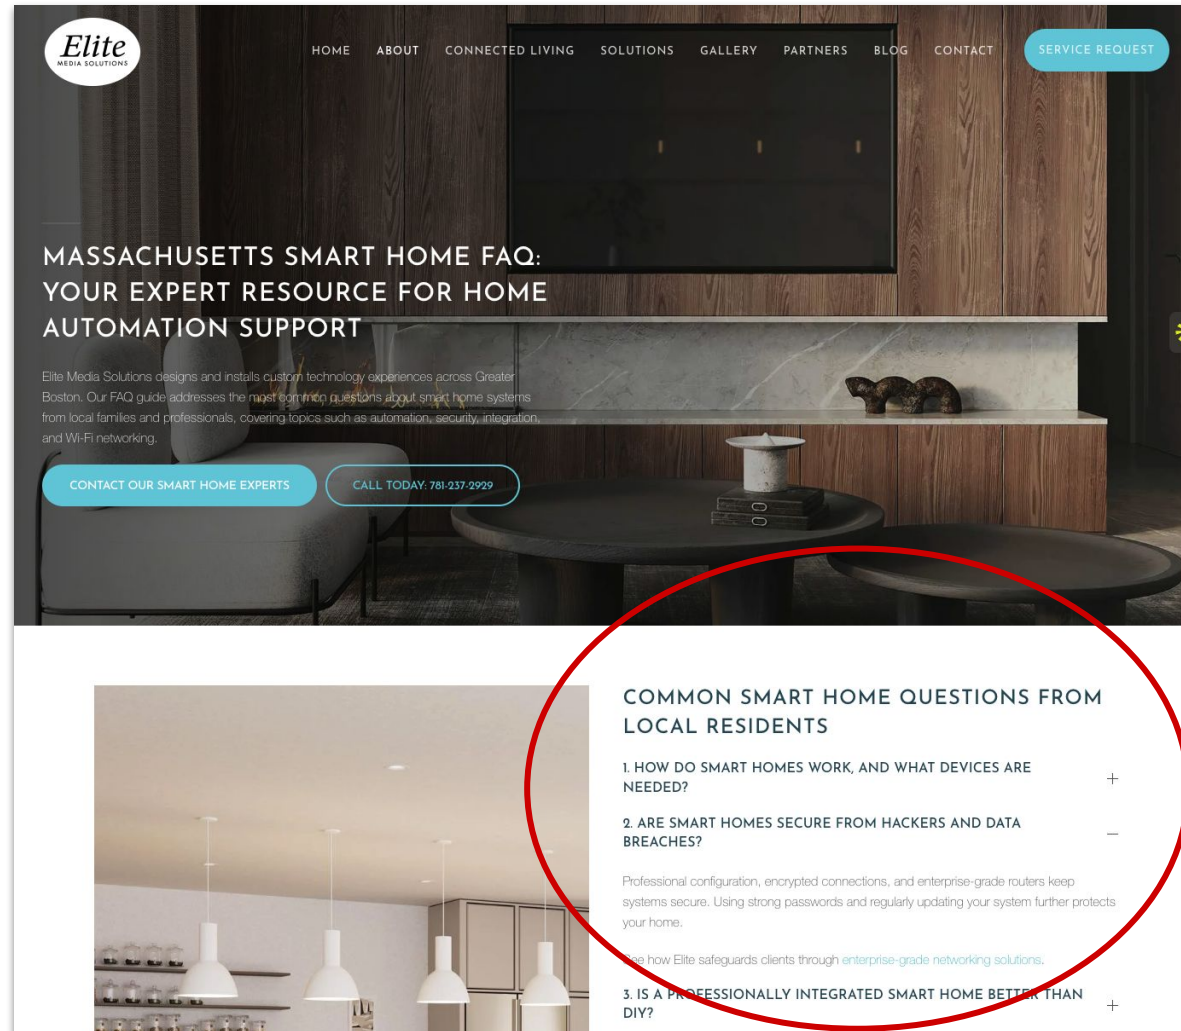 Elite
MEDIA SOLUTIONS
HOME ABOUT CONNECTED LIVING SOLUTIONS GALLERY PARTNERS BLOG CONTACT SERVICE REQUEST
MASSACHUSETTS SMART HOME FAQ:
YOUR EXPERT RESOURCE FOR HOME
AUTOMATION SUPPORT
Elite Media Solutions designs and installs custom technology experiences across Greater
Boston. Our FAQ guide addresses the most common questions about smart home systems
from local families and professionals, covering topics such as automation, security, integration,
and Wi-Fi networking.
CONTACT OUR SMART HOME EXPERTS
CALL TODAY: 781-237-2929
COMMON SMART HOME QUESTIONS FROM
LOCAL RESIDENTS
1. HOW DO SMART HOMES WORK, AND WHAT DEVICES ARE
NEEDED?
2. ARE SMART HOMES SECURE FROM HACKERS AND DATA
BREACHES?
Professional configuration, encrypted connections, and enterprise-grade routers keep
systems secure. Using strong passwords and regularly updating your system further protects
your home.
See how Elite safeguards clients through enterprise-grade networking solutions.
3. IS A PROFESSIONALLY INTEGRATED SMART HOME BETTER THAN
DIY?